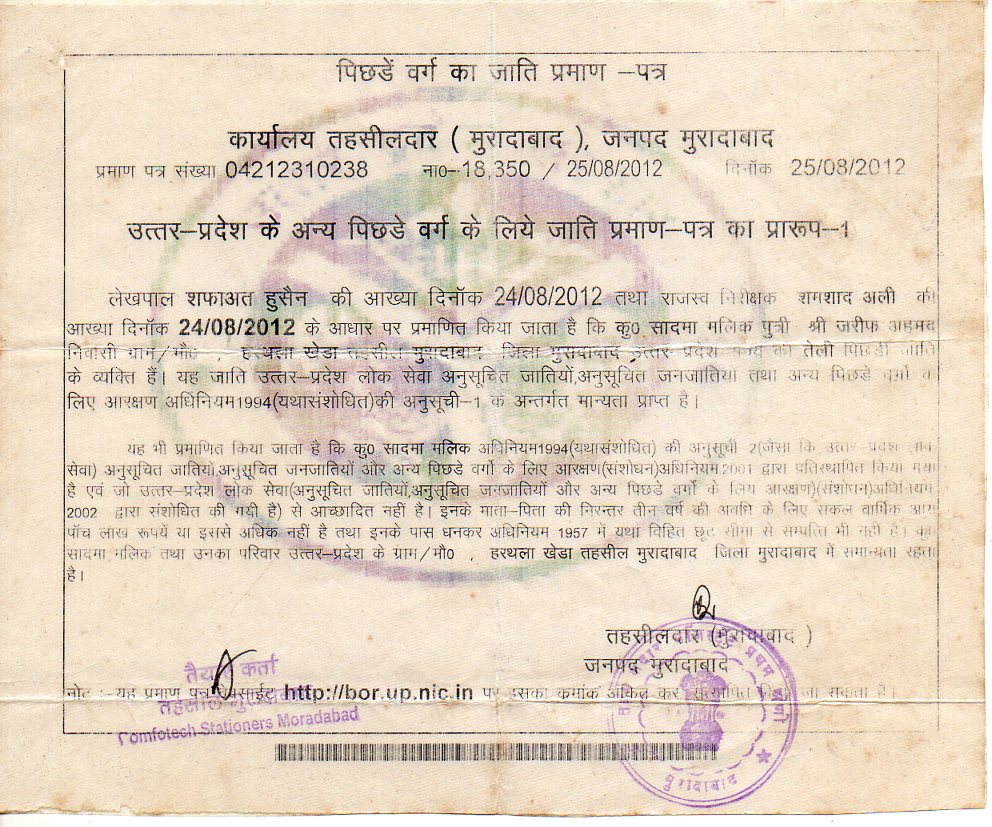 पिछडें वर्ग का जाति प्रमाण –पत्र
कार्यालय तहसीलदार ( मुरादाबाद ), जनपद मुरादाबाद
प्रमाण पत्र संख्या 04212310238 ना0–18,350 / 25/08/2012 दिनॉक 25/08/2012
उत्तर–प्रदेश के अन्य पिछडे वर्ग के लिये जाति प्रमाण–पत्र का प्रारूप–1
लेखपाल शफाअत हुसैन की आख्या दिनॉक 24/08/2012 तथा राजस्व निरीक्षक शमशाद अली की
आख्या दिनॉक 24/08/2012 के आधार पर प्रमाणित किया जाता है कि कु0 सादमा मलिक पुत्री श्री जरीफ अहमद
निवासी ग्राम/मौ0 , हरथला खेडा तहसील मुरादाबाद जिला मुरादाबाद उत्तर प्रदेश राज्य की तेली पिछडी जाति
के व्यक्ति हैं। यह जाति उत्तर–प्रदेश लोक सेवा अनुसूचित जातियों,अनुसूचित जनजातियों तथा अन्य पिछडे वर्गो के
लिए आरक्षण अधिनियम1994(यथासंशोधित)की अनुसूची–1 के अन्तर्गत मान्यता प्राप्त है।
यह भी प्रमाणित किया जाता है कि कु0 सादमा मलिक अधिनियम1994(यथासंशोधित) की अनुसूची 2(जैसा कि उत्तर प्रदेश लोक
सेवा) अनुसूचित जातियो,अनुसूचित जनजातियों और अन्य पिछडे वर्गो के लिए आरक्षण(संशोधन)अधिनियम,2001 द्वारा प्रतिस्थापित किया गया
है एवं जो उत्तर–प्रदेश लोक सेवा(अनुसूचित जातियों,अनुसूचित जनजातियों और अन्य पिछडे वर्गो के लिय आरक्षण)(संशोधन)अधिनियम,
2002 द्वारा संशोधित की गयी है) से आच्छादित नहीं है। इनके माता–पिता की निरन्तर तीन वर्ष की अवधि के लिए सकल वार्षिक आय
पॉच लाख रूपयें या इससे अधिक नहीं है तथा इनके पास धनकर अधिनियम 1957 में यथा विहित छूट सीमा से सम्पत्ति भी नही है। कु0
सादमा मलिक तथा उनका परिवार उत्तर–प्रदेश के ग्राम/मौ0 , हरथला खेडा तहसील मुरादाबाद जिला मुरादाबाद में समान्यता रहता
है।
तहसीलदार (मुरादाबाद )
जनपद मुरादाबाद
तैयार कर्ता
तहसील मुरादाबाद
Comfotech Stationers Moradabad
नोट :–यह प्रमाण पत्र वेबसाईट http://bor.up.nic.in पर इसका कमांक अंकित कर सत्यापित किया जा सकता है।
मुरादाबाद